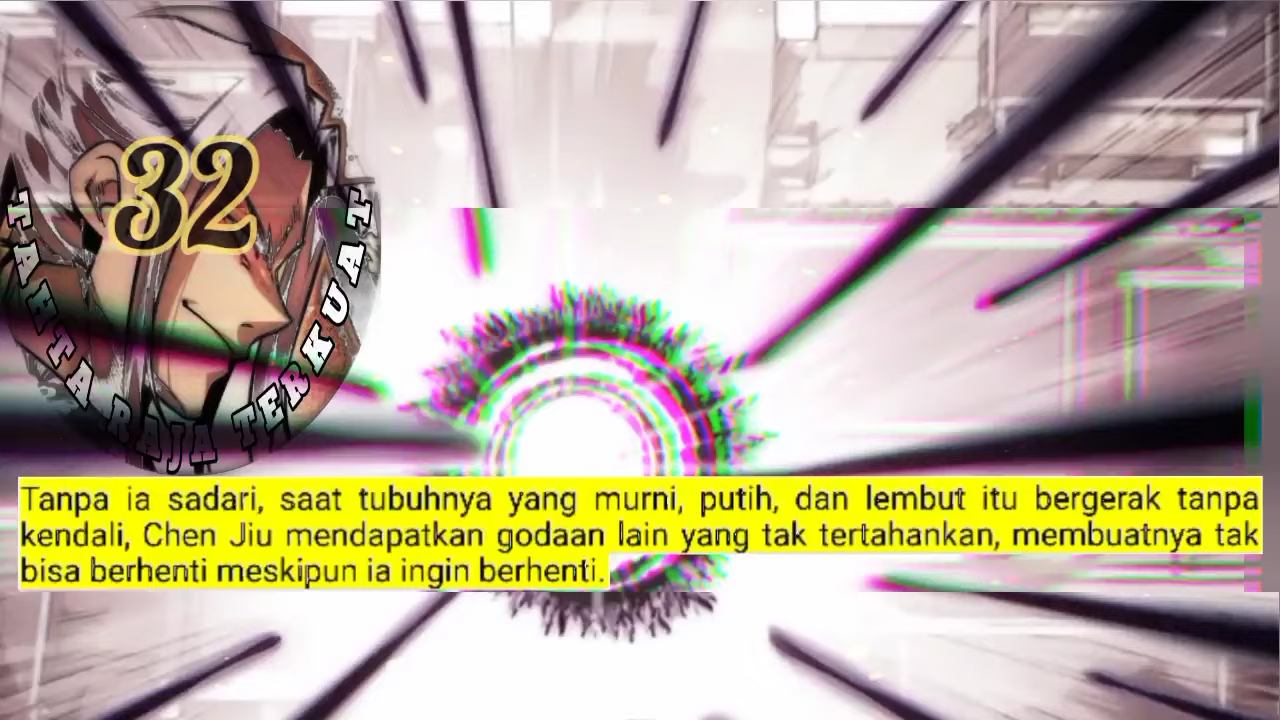 32
TAHTA RAJA TERKUAT
Tanpa ia sadari, saat tubuhnya yang murni, putih, dan lembut itu bergerak tanpa
kendali, Chen Jiu mendapatkan godaan lain yang tak tertahankan, membuatnya tak
bisa berhenti meskipun ia ingin berhenti.